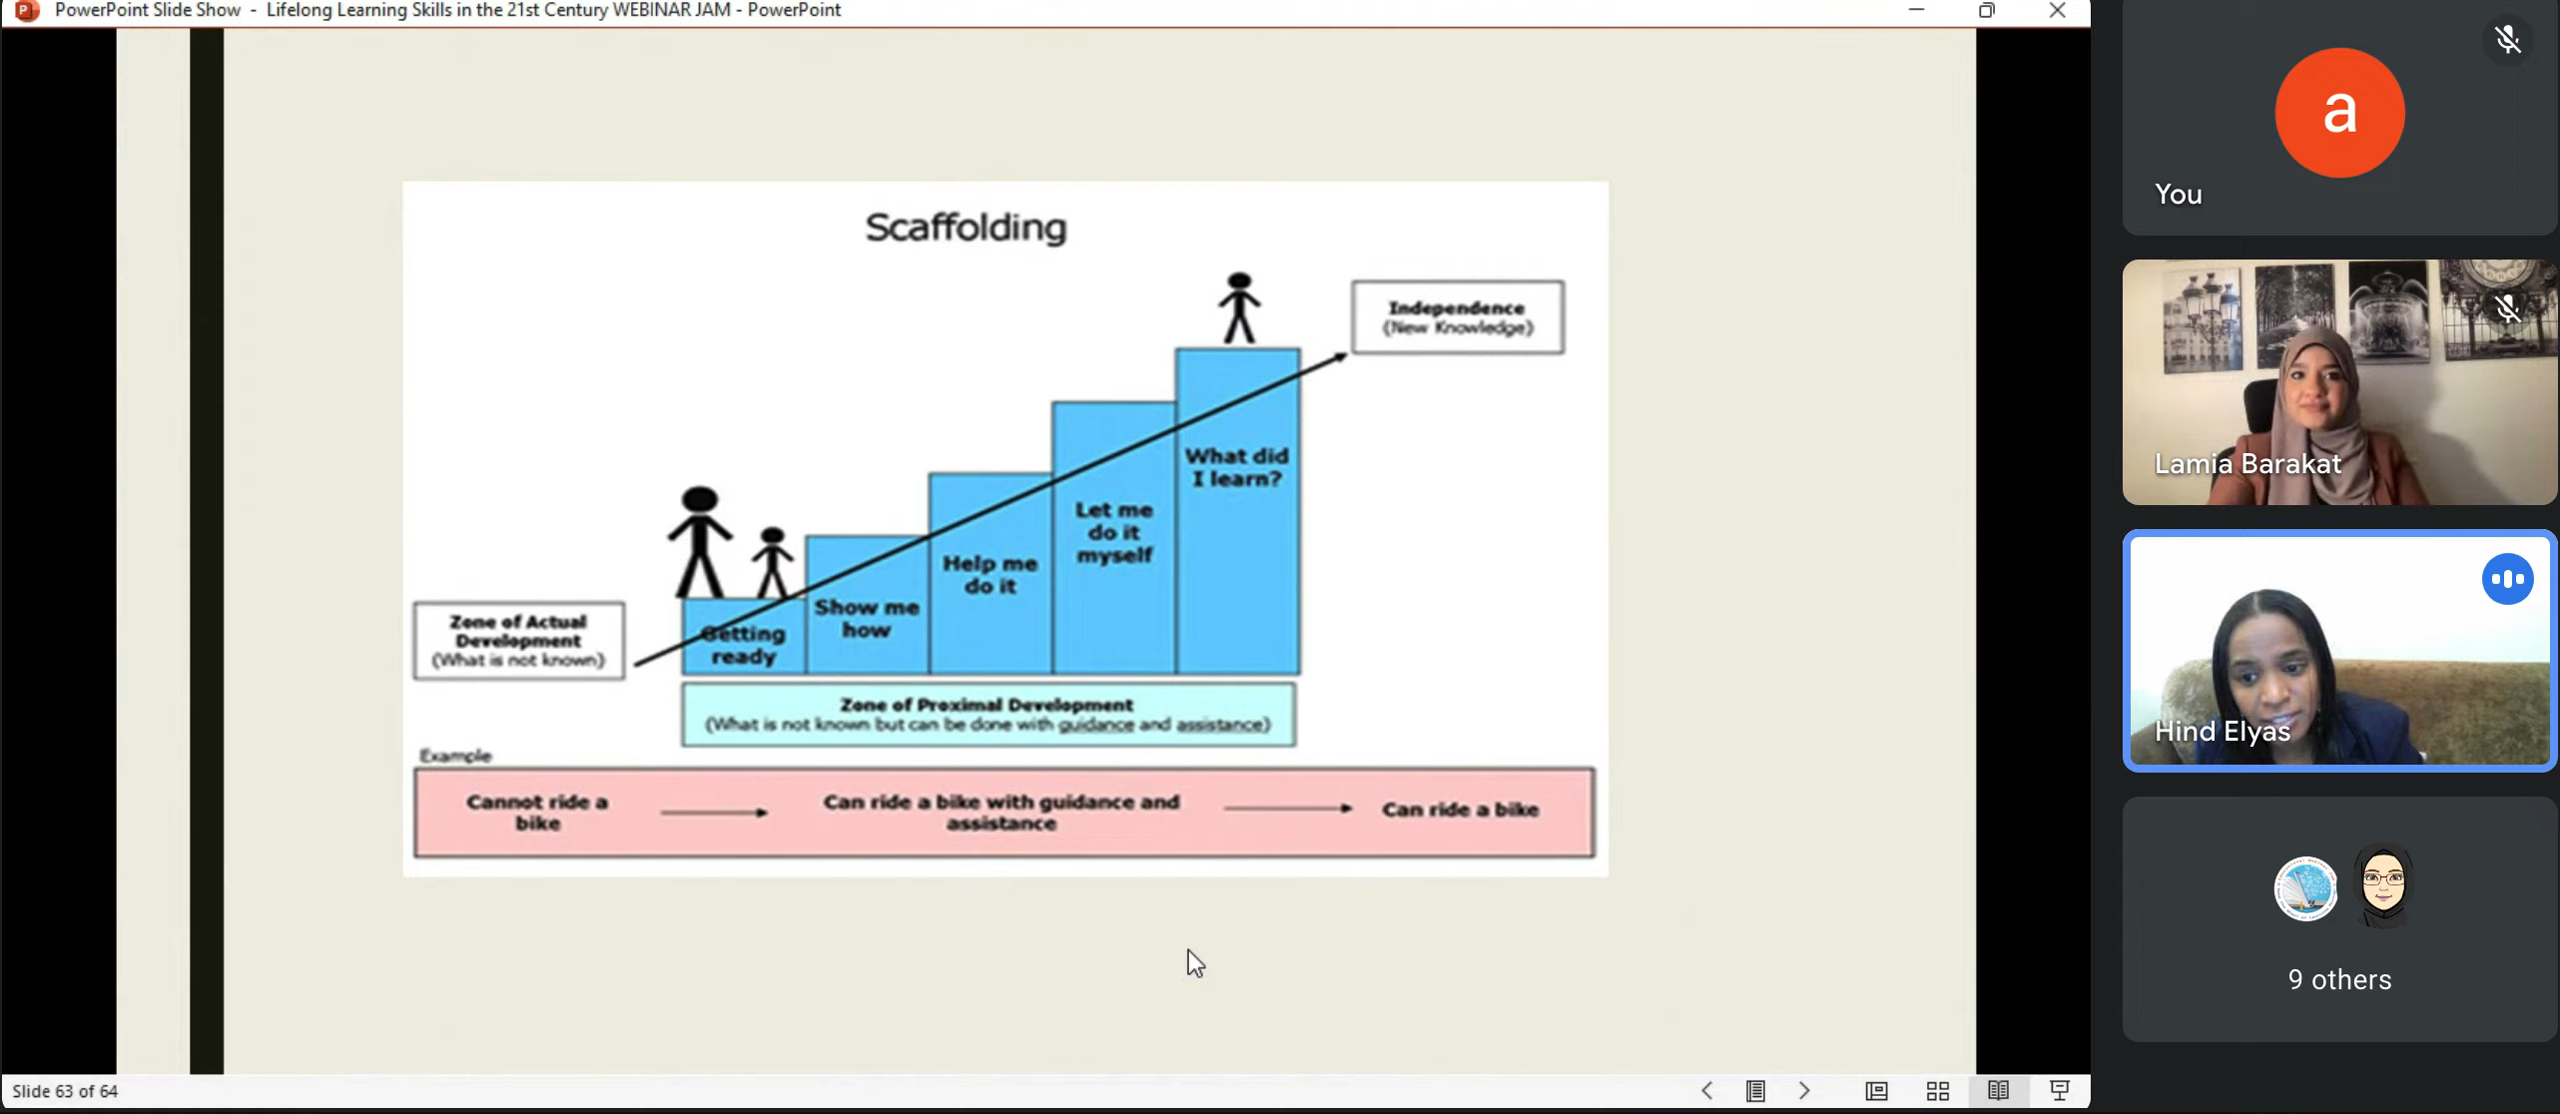 PowerPoint Slide Show - Lifelong Learning Skills in the 21st Century WEBINAR JAM - PowerPoint
Scaffolding
Independence
(New Knowledge)
What did
I learn?
Let me
do it
myself
Help me
do it
Show me
how
Getting
ready
Zone of Actual
Development
(What is not known)
Zone of Proximal Development
(What is not known but can be done with guidance and assistance)
Example
Cannot ride a
bike
Can ride a bike with guidance and
assistance
Can ride a bike
Slide 63 of 64
a
You
Lamia Barakat
Hind Elyas
9 others